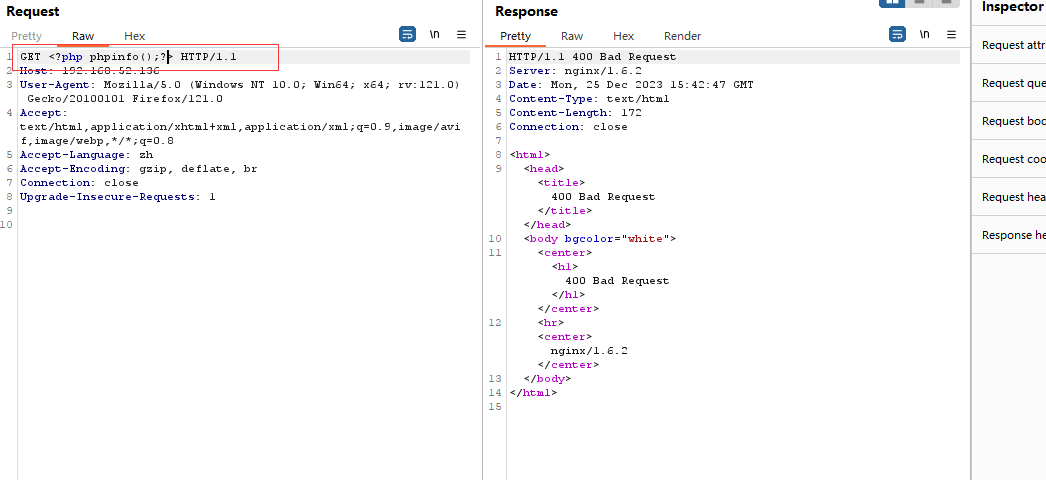 Request
Pretty Raw Hex
\n
1 GET <?php phpinfo();?> HTTP/1.1
2 Host: 192.168.52.136
3 User-Agent: Mozilla/5.0 (Windows NT 10.0; Win64; x64; rv:121.0)
Gecko/20100101 Firefox/121.0
4 Accept:
text/html,application/xhtml+xml,application/xml;q=0.9,image/avi
f,image/webp,*/*;q=0.8
5 Accept-Language: zh
6 Accept-Encoding: gzip, deflate, br
7 Connection: close
8 Upgrade-Insecure-Requests: 1
9
10
Response
Pretty Raw Hex Render
\n
1 HTTP/1.1 400 Bad Request
2 Server: nginx/1.6.2
3 Date: Mon, 25 Dec 2023 15:42:47 GMT
4 Content-Type: text/html
5 Content-Length: 172
6 Connection: close
7
8 <html>
9 <head>
<title>
400 Bad Request
</title>
</head>
10 <body bgcolor="white">
11 <center>
<h1>
400 Bad Request
</h1>
</center>
12 <hr>
<center>
nginx/1.6.2
</center>
13 </body>
14 </html>
15
Inspector
Request attr
Request que
Request boo
Request coo
Request hea
Response he